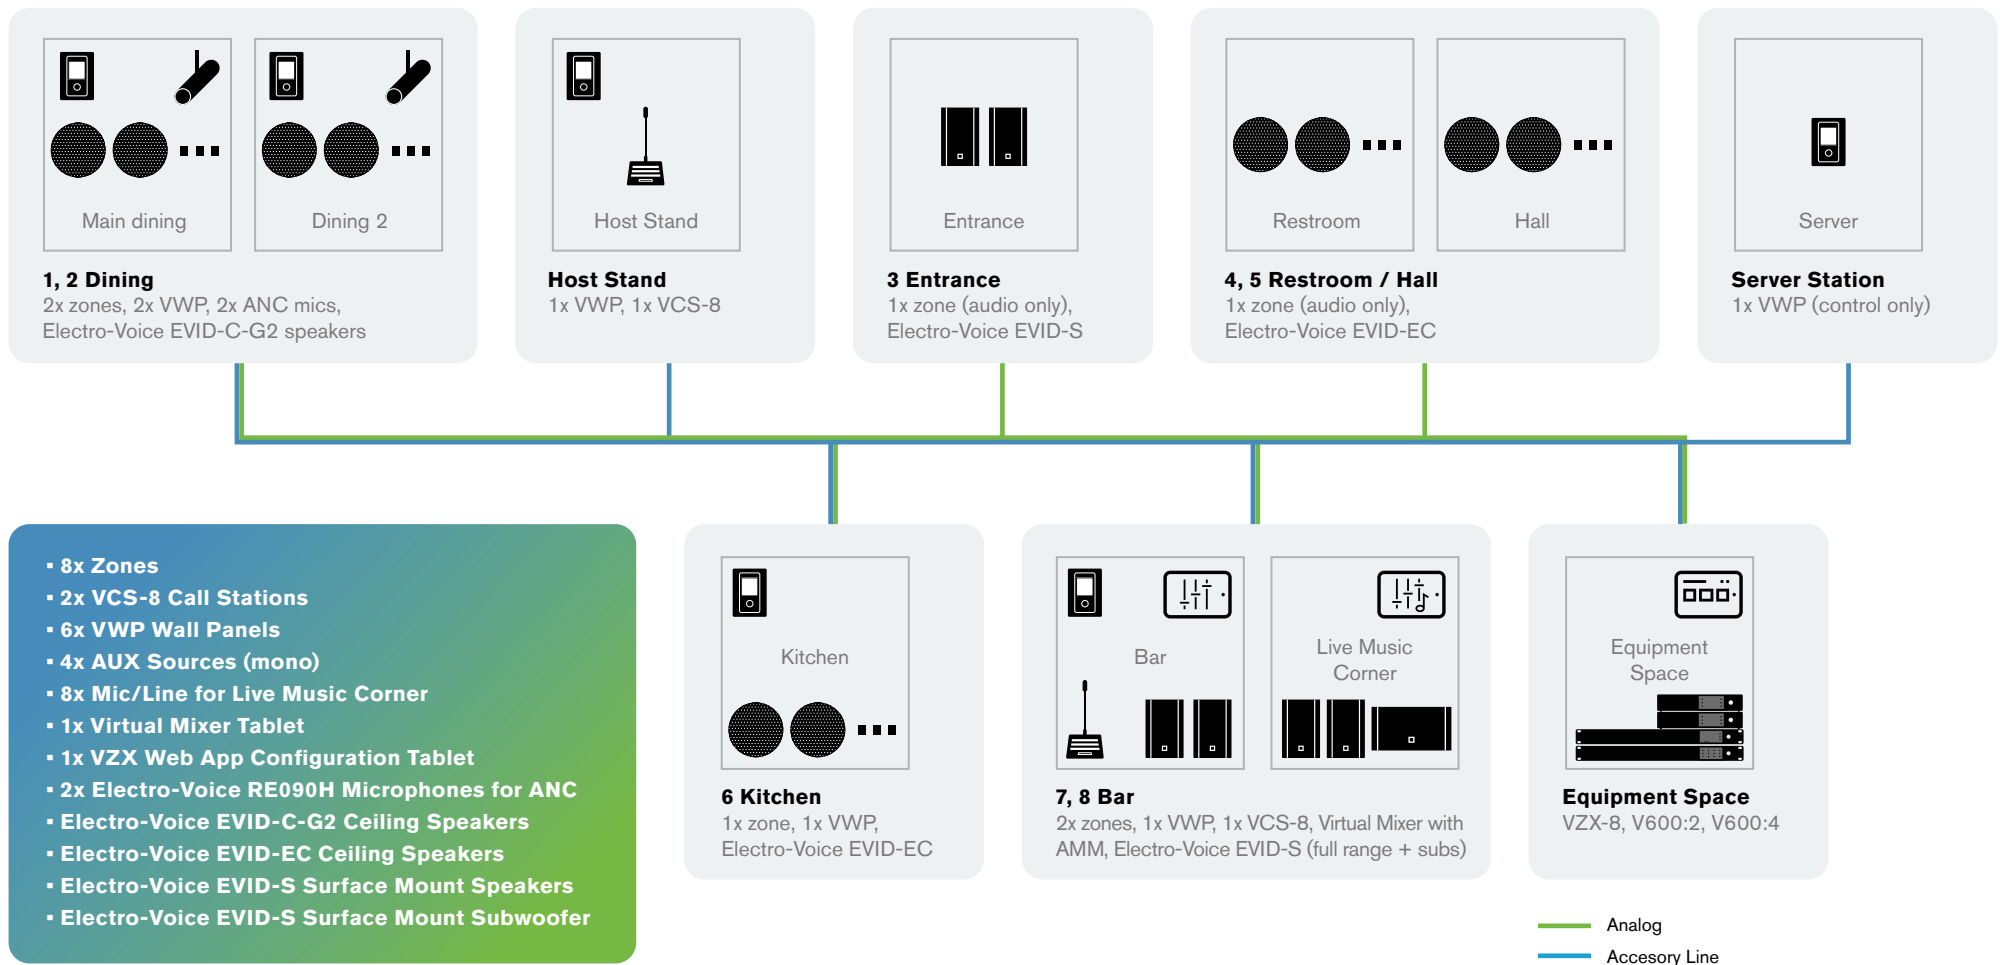 Main dining
Dining 2
1, 2 Dining
2x zones, 2x VWP, 2x ANC mics,
Electro-Voice EVID-C-G2 speakers
Host Stand
Host Stand
1x VWP, 1x VCS-8
Entrance
3 Entrance
1x zone (audio only),
Electro-Voice EVID-S
Restroom
Hall
4, 5 Restroom / Hall
1x zone (audio only),
Electro-Voice EVID-EC
Server
Server Station
1x VWP (control only)
▪ 8x Zones
▪ 2x VCS-8 Call Stations
▪ 6x VWP Wall Panels
▪ 4x AUX Sources (mono)
▪ 8x Mic/Line for Live Music Corner
▪ 1x Virtual Mixer Tablet
▪ 1x VZX Web App Configuration Tablet
▪ 2x Electro-Voice RE090H Microphones for ANC
▪ Electro-Voice EVID-C-G2 Ceiling Speakers
▪ Electro-Voice EVID-EC Ceiling Speakers
▪ Electro-Voice EVID-S Surface Mount Speakers
▪ Electro-Voice EVID-S Surface Mount Subwoofer
Kitchen
6 Kitchen
1x zone, 1x VWP,
Electro-Voice EVID-EC
Bar
Live Music
Corner
7, 8 Bar
2x zones, 1x VWP, 1x VCS-8, Virtual Mixer with
AMM, Electro-Voice EVID-S (full range + subs)
Equipment
Space
Equipment Space
VZX-8, V600:2, V600:4
Analog
Accesory Line